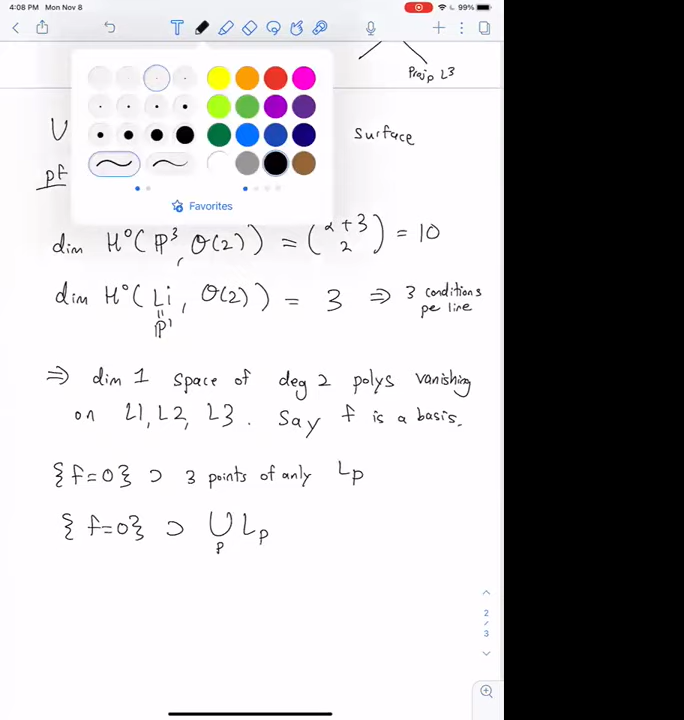 4:08 PM Mon Nov 8
99%
T
Proj p L3
U
surface
pf
Favorites
dim H⁰( ℙ³, O(2) ) = ( 2+3
2 ) = 10
dim H⁰( Li, O(2) ) = 3 ⇒ 3 conditions
per line
||
ℙ¹
⇒ dim 1 space of deg 2 polys vanishing
on L1, L2, L3. Say f is a basis.
{f=0} ⊃ 3 points of any Lp
{f=0} ⊃ ∪ Lp
p
2
/
3